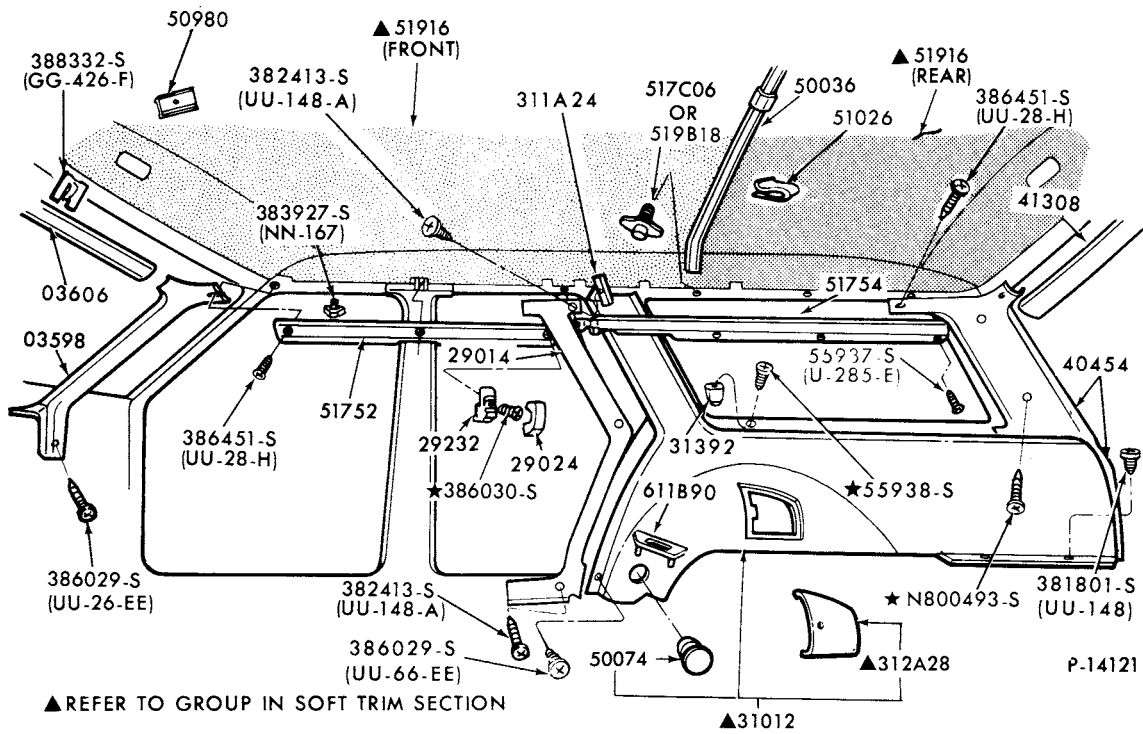 50980
▲ 51916
(FRONT)
388332-S
(GG-426-F)
382413-S
(UU-148-A)
311A24
517C06
OR
519B18
50036
51026
▲ 51916
(REAR)
386451-S
(UU-28-H)
41308
383927-S
(NN-167)
03606
51754
03598
29014
55937-S
(U-285-E)
40454
51752
386451-S
(UU-28-H)
29232
29024
31392
★386030-S
611B90
★55938-S
386029-S
(UU-26-EE)
382413-S
(UU-148-A)
386029-S
(UU-66-EE)
50074
★ N800493-S
381801-S
(UU-148)
▲312A28
P-14121
▲REFER TO GROUP IN SOFT TRIM SECTION
▲31012